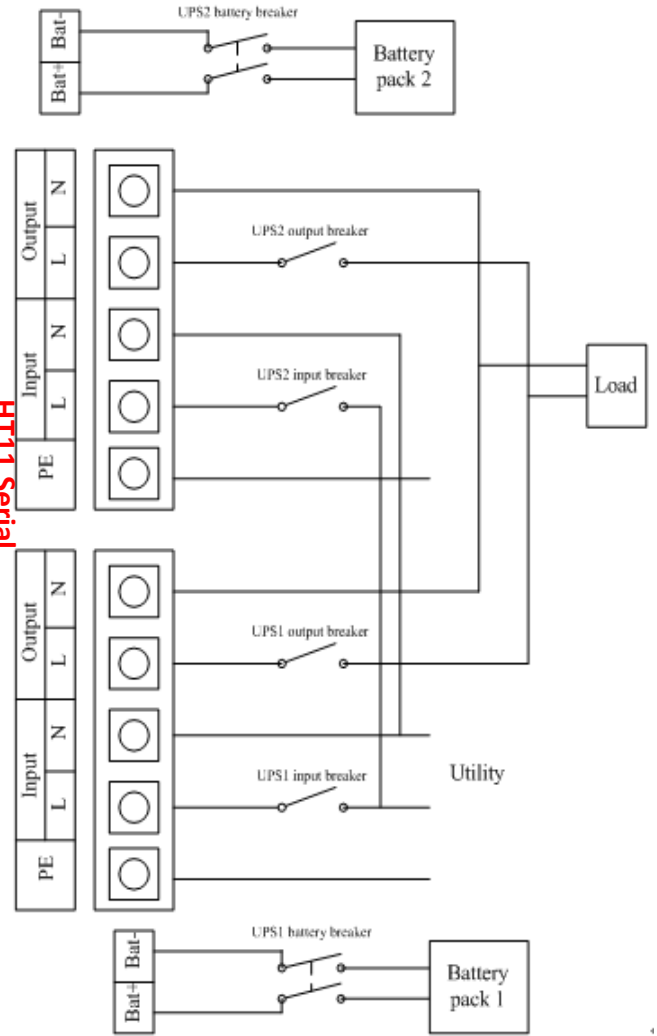 UPS2 battery breaker
Bat-
Bat+
Battery
pack 2
Output
N
L
UPS2 output breaker
Input
N
L
UPS2 input breaker
PE
Load
HT11 Serial
Output
N
L
UPS1 output breaker
Input
N
L
UPS1 input breaker
Utility
PE
UPS1 battery breaker
Bat-
Bat+
Battery
pack 1